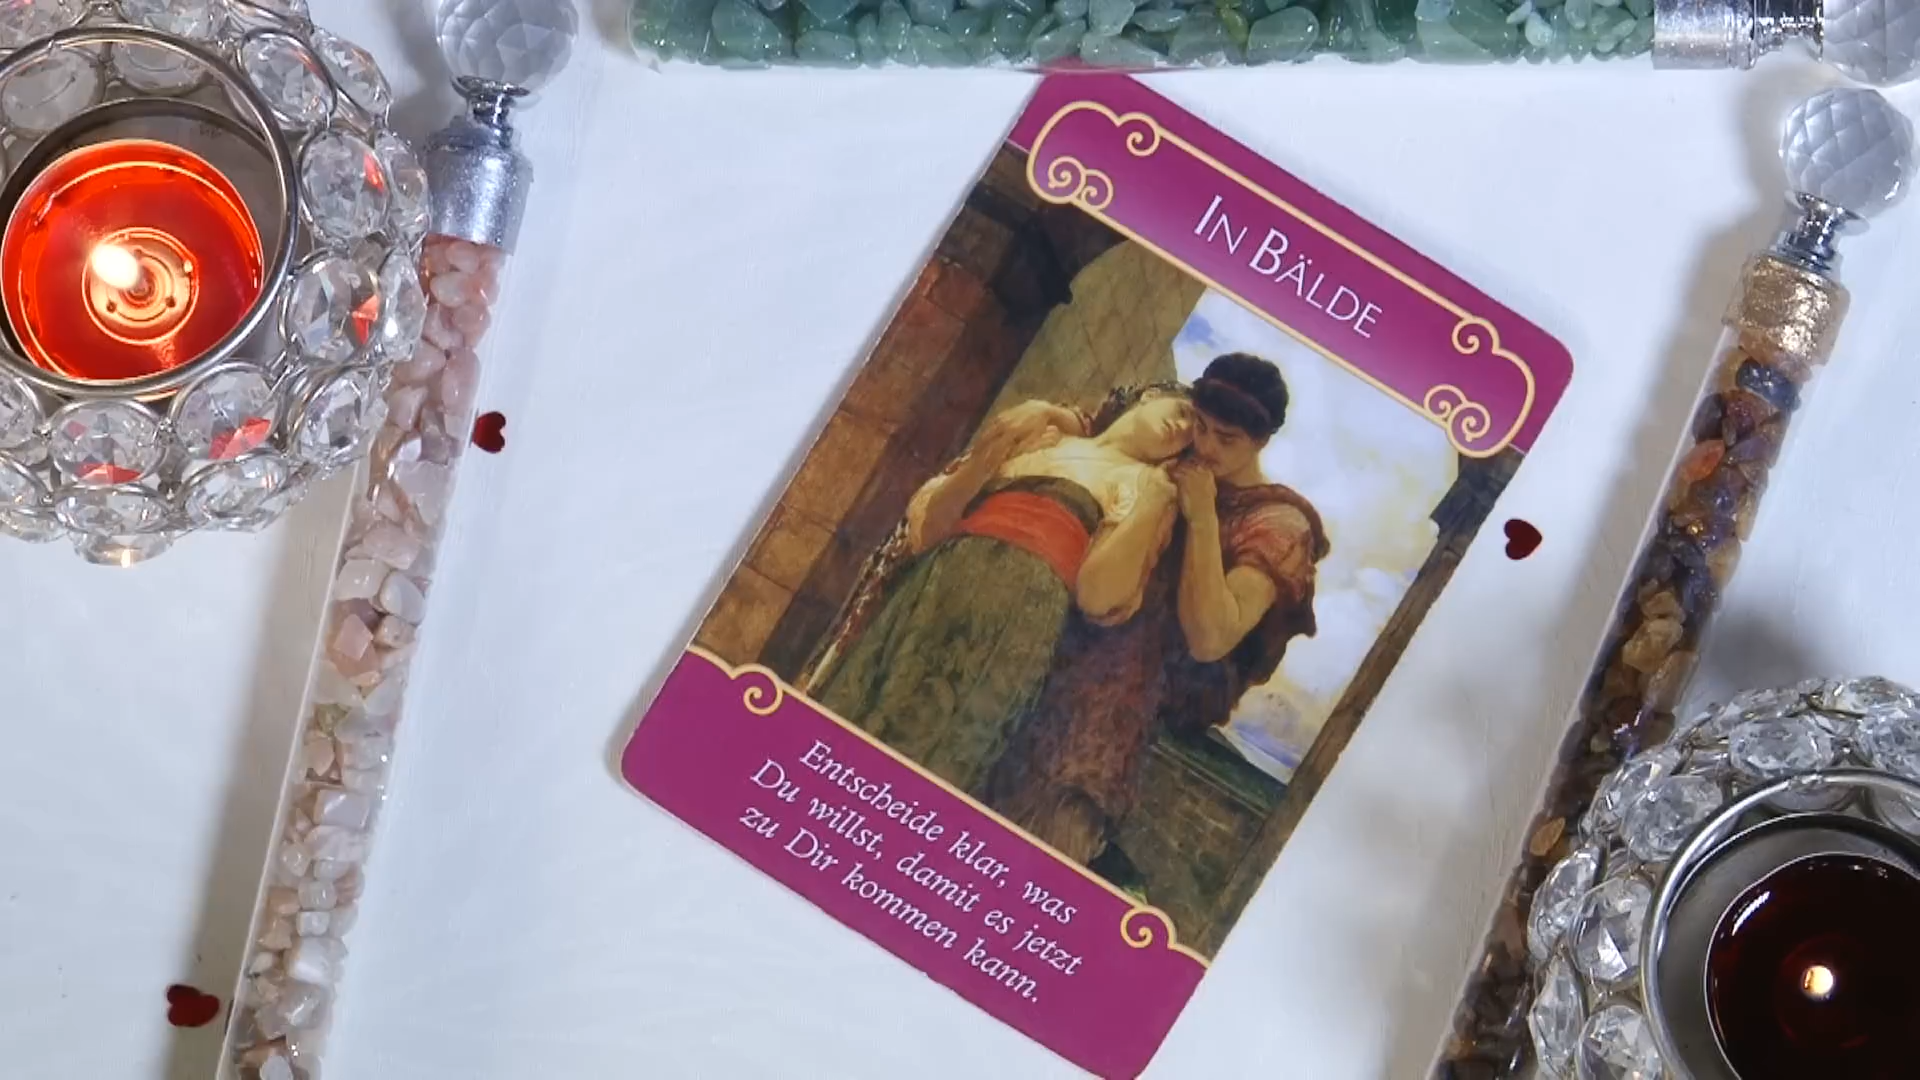 IN BÄLDE
Entscheide klar, was
Du willst, damit es jetzt
zu Dir kommen kann.